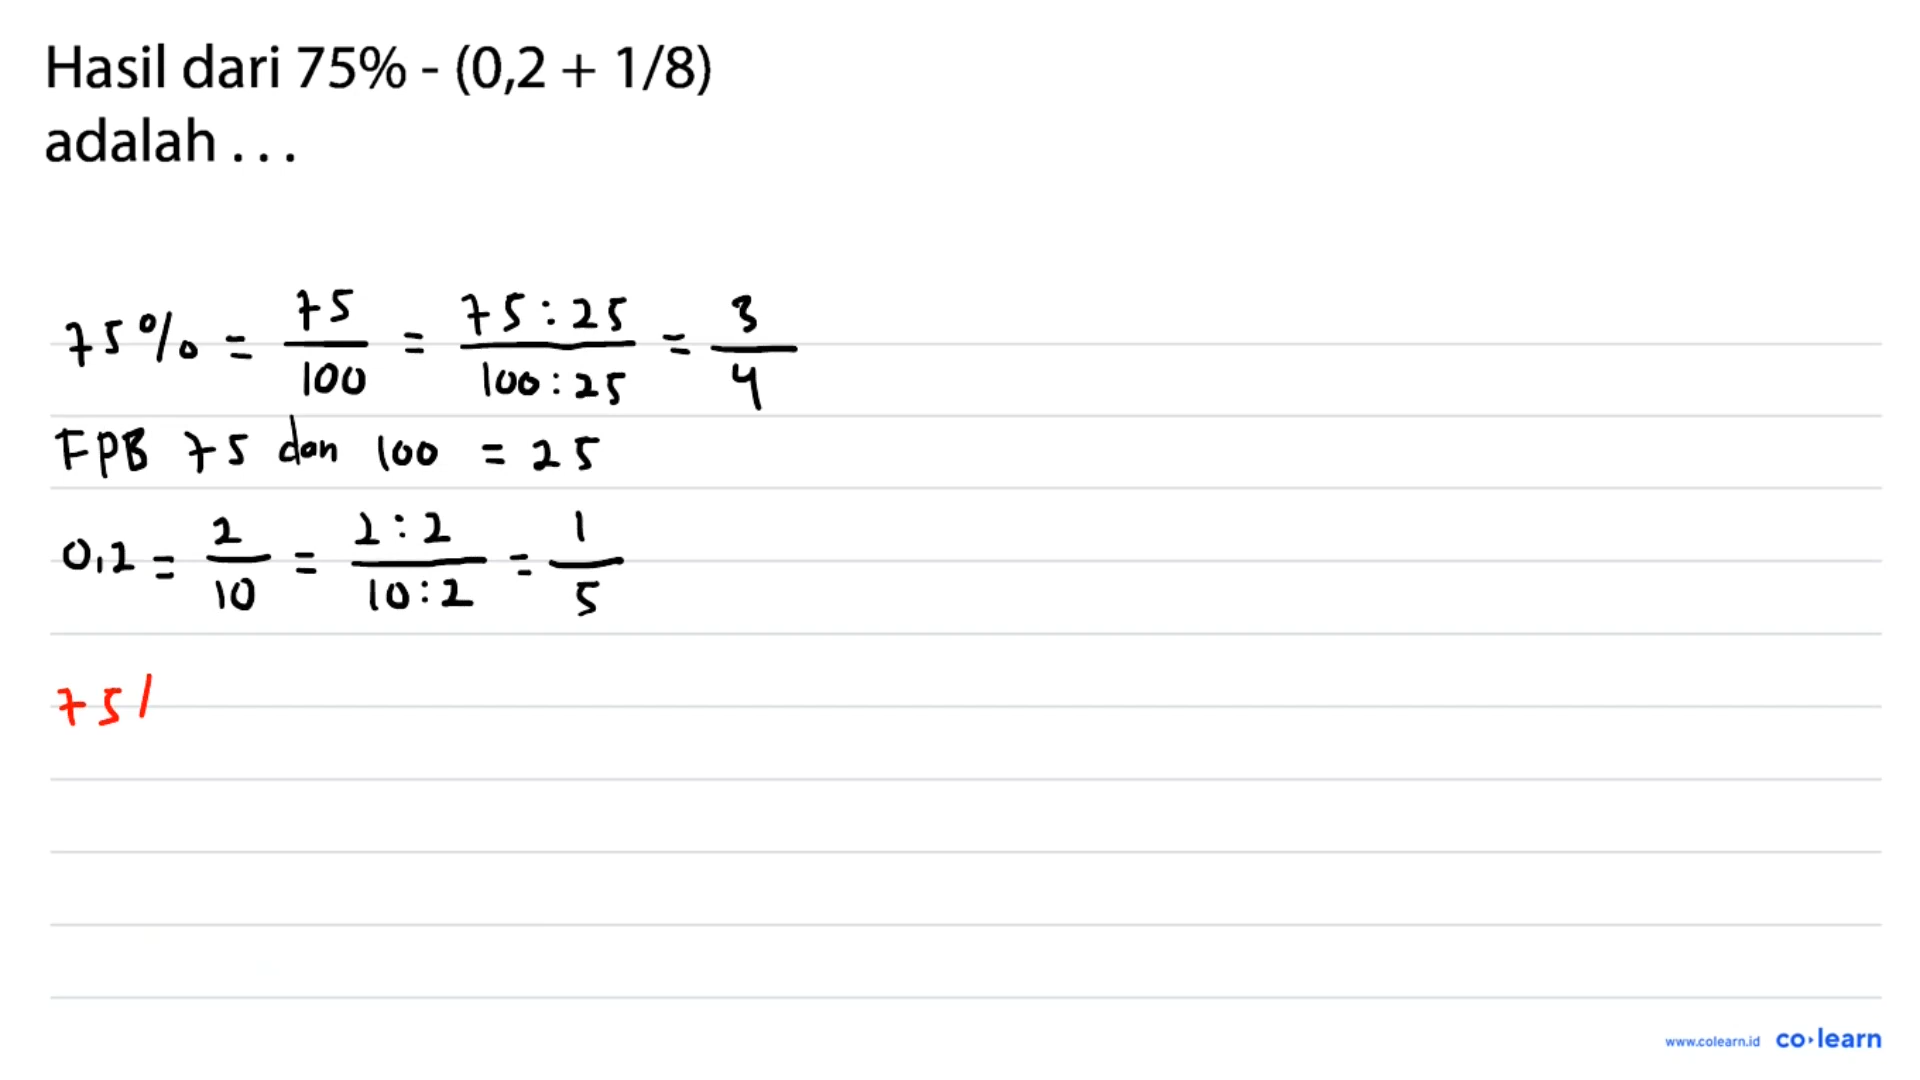 Hasil dari 75% - (0,2 + 1/8)
adalah . . .
75% = 75/100 = 75:25/100:25 = 3/4
FPB 75 dan 100 = 25
0,2 = 2/10 = 2:2/10:2 = 1/5
75/
www.colearn.id co learn